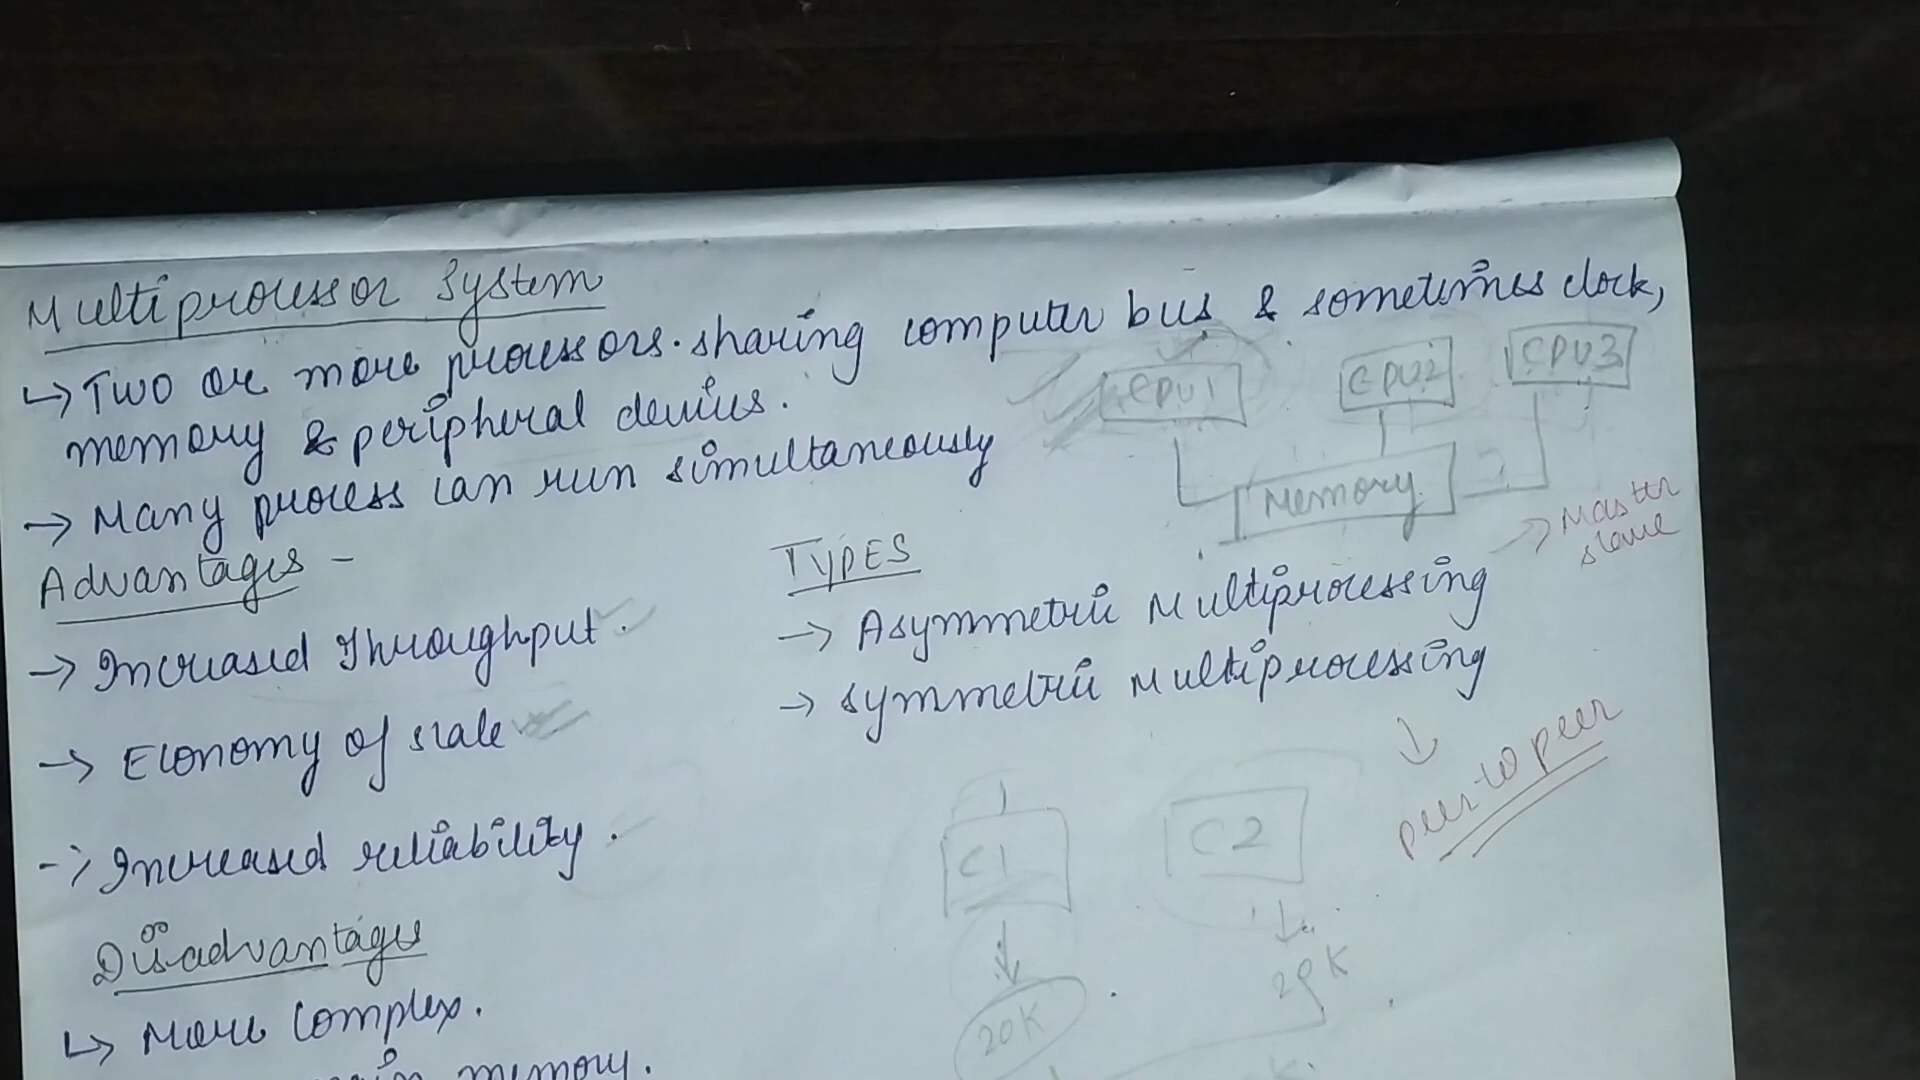 Multiprocessor System
↳ Two or more processors. sharing computer bus & sometimes clock,
memory & peripheral devices.
→ Many process can run simultaneously
CPU1
CPU2
CPU3
Memory
Advantages -
→ Increased Throughput.
→ Economy of scale
→ Increased reliability.
TYPES
→ Asymmetric Multiprocessing → Master
slave
→ Symmetric Multiprocessing
↓
peer to peer
C1
C2
↓
↓
20K
Disadvantages
↳ More Complex.
memory.